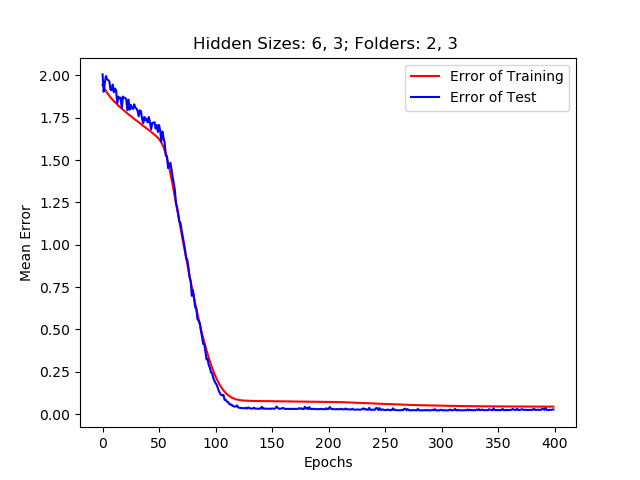 Hidden Sizes: 6, 3; Folders: 2, 3
2.00
1.75
1.50
1.25
1.00
0.75
0.50
0.25
0.00
Mean Error
Error of Training
Error of Test
0 50 100 150 200 250 300 350 400
Epochs